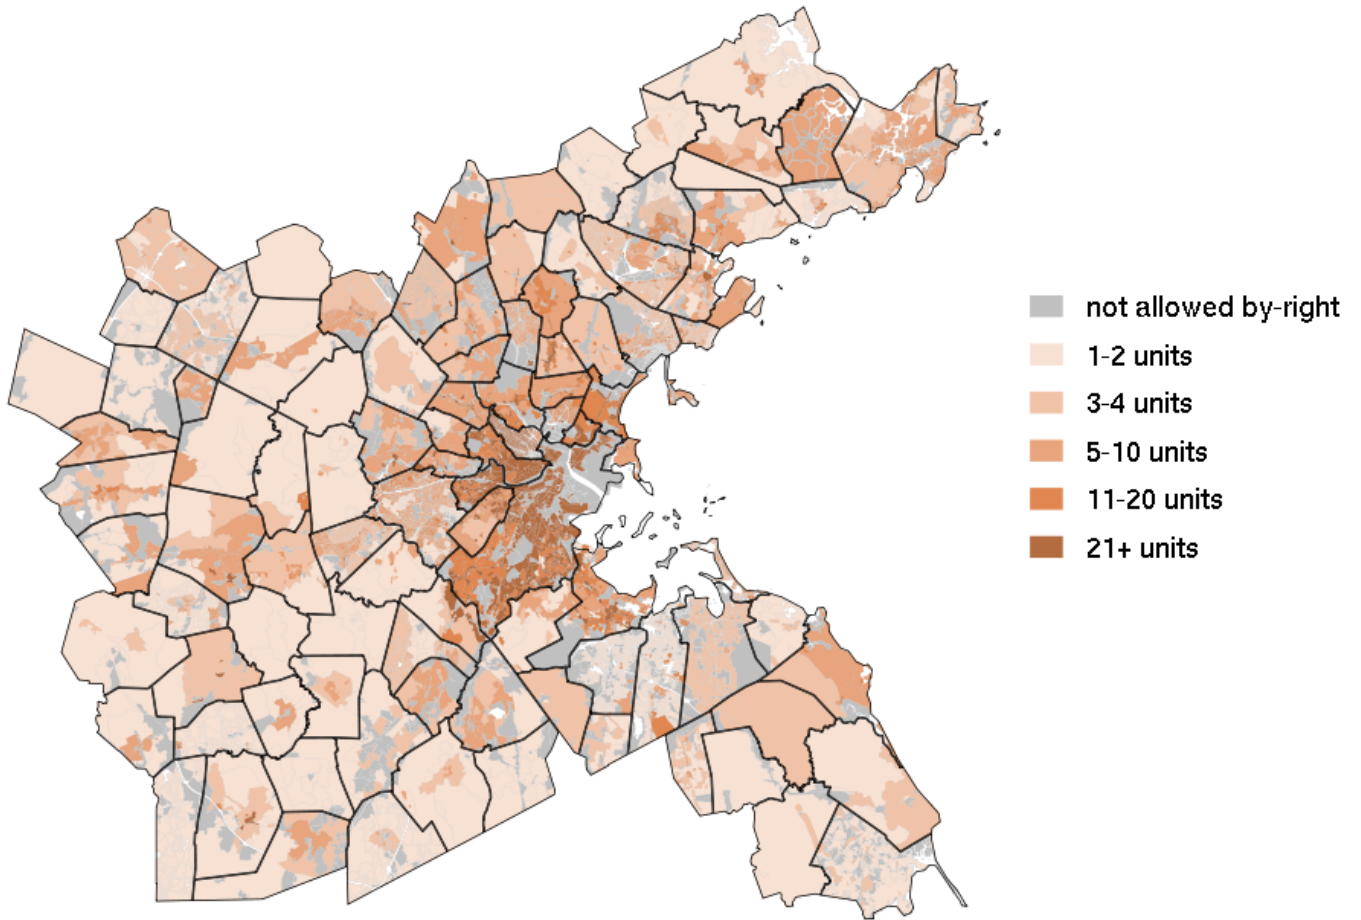 not allowed by-right
1-2 units
3-4 units
5-10 units
11-20 units
21+ units